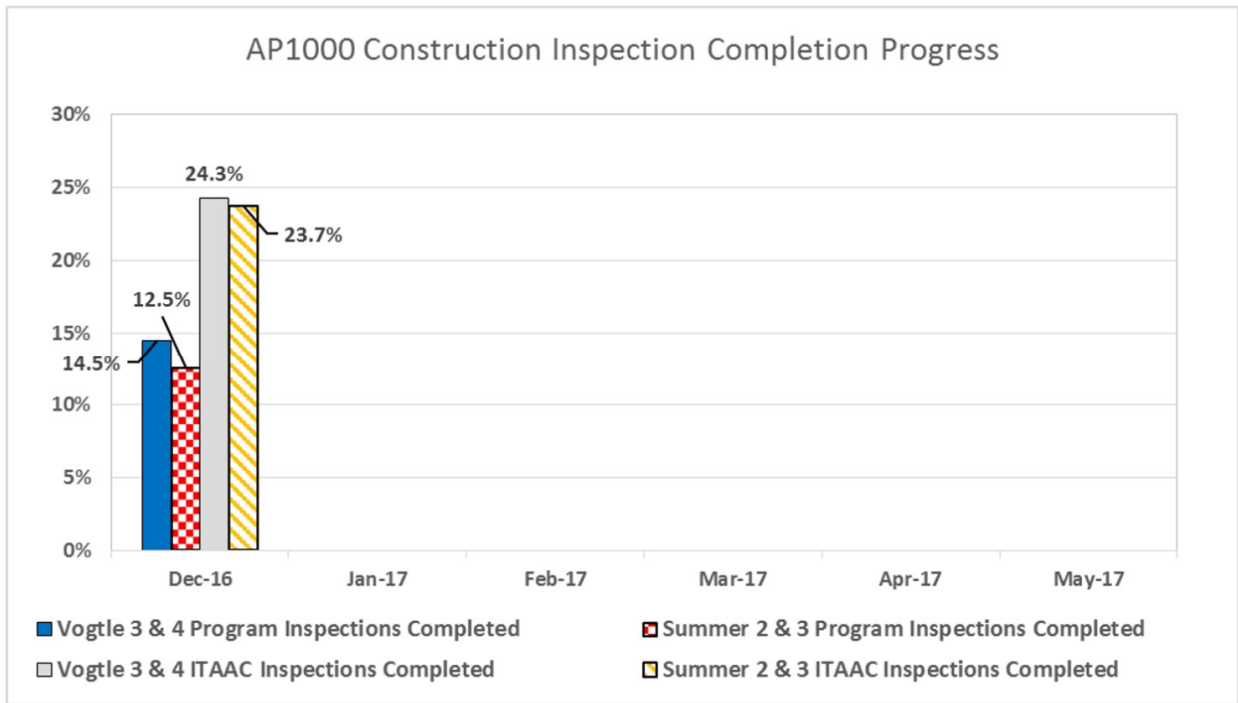 AP1000 Construction Inspection Completion Progress
30%
24.3%
25%
23.7%
20%
12.5%
15%
14.5%
10%
5%
0%
Dec-16 Jan-17 Feb-17 Mar-17 Apr-17 May-17
Vogtle 3 & 4 Program Inspections Completed Summer 2 & 3 Program Inspections Completed
Vogtle 3 & 4 ITAAC Inspections Completed Summer 2 & 3 ITAAC Inspections Completed